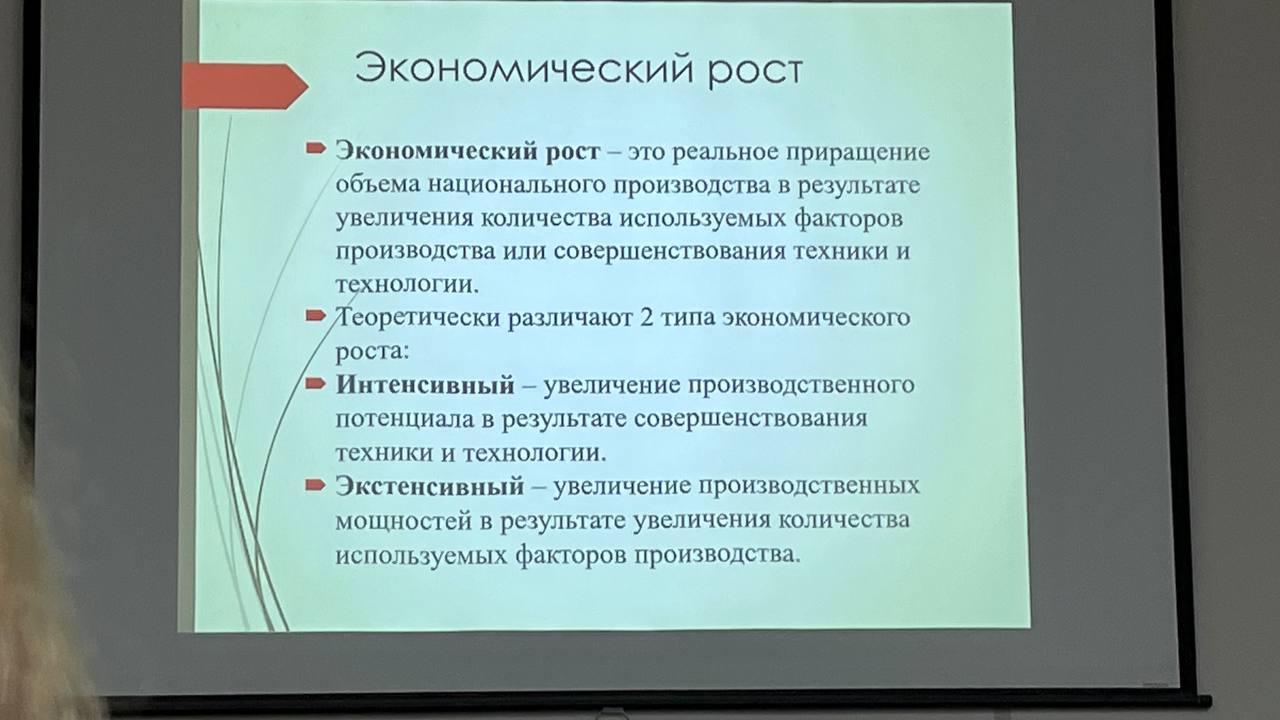 Экономический рост
Экономический рост – это реальное приращение
объема национального производства в результате
увеличения количества используемых факторов
производства или совершенствования техники и
технологии.
Теоретически различают 2 типа экономического
роста:
Интенсивный – увеличение производственного
потенциала в результате совершенствования
техники и технологии.
Экстенсивный – увеличение производственных
мощностей в результате увеличения количества
используемых факторов производства.